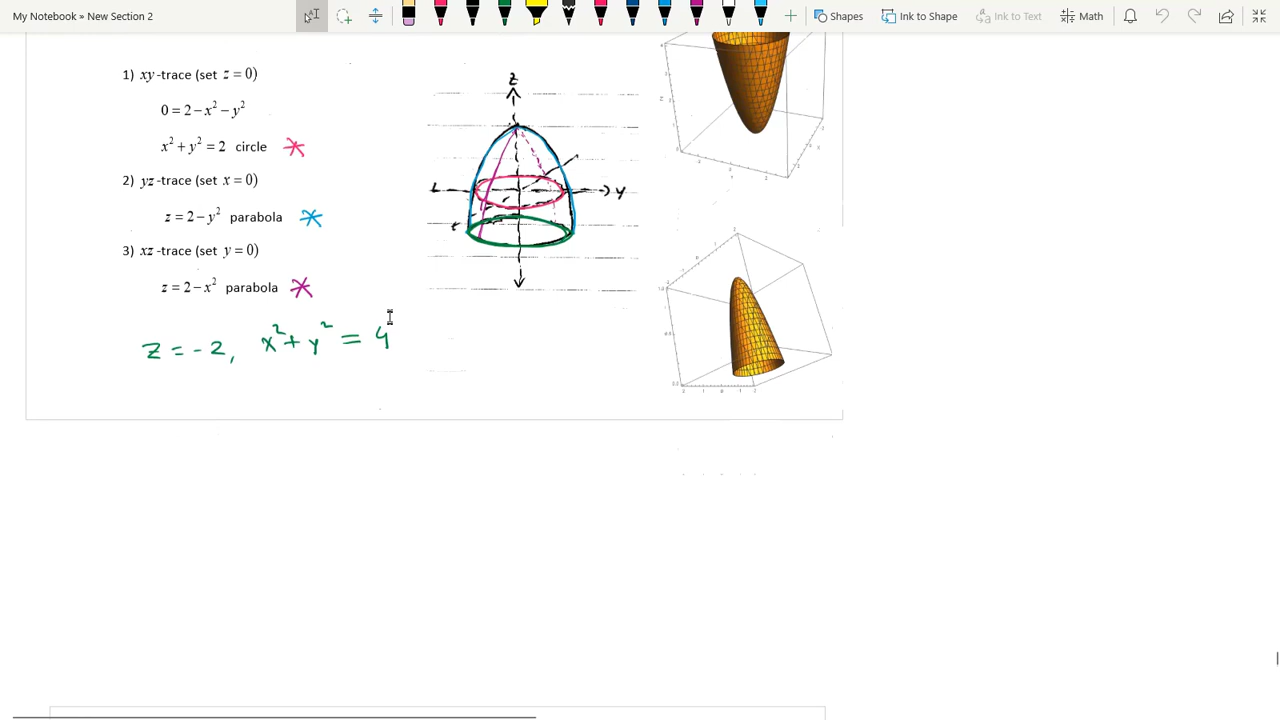 My Notebook » New Section 2
Shapes
Ink to Shape
Ink to Text
Math
1) xy-trace (set z = 0)
0 = 2 − x² − y²
x² + y² = 2 circle
2) yz-trace (set x = 0)
z = 2 − y² parabola
3) xz-trace (set y = 0)
z = 2 − x² parabola
z = -2, x² + y² = 4
z
y